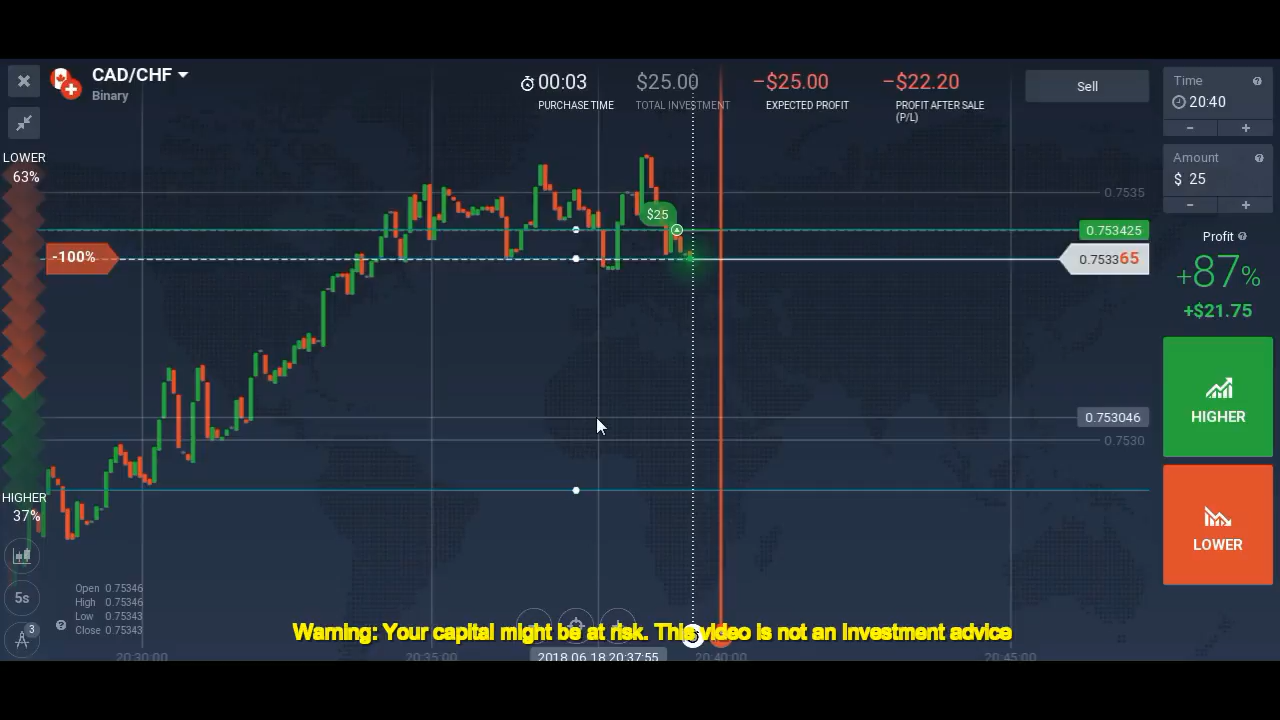 CAD/CHF
Binary
00:03
PURCHASE TIME
$25.00
TOTAL INVESTMENT
−$25.00
EXPECTED PROFIT
−$22.20
PROFIT AFTER SALE
(P/L)
Sell
Time
20:40
−
+
Amount
$ 25
−
+
LOWER
63%
$25
0.7535
0.753425
-100%
0.753365
Profit
+87%
+$21.75
HIGHER
0.753046
0.7530
LOWER
HIGHER
37%
5s
3
Open 0.75346
High 0.75346
Low 0.75343
Close 0.75343
Warning: Your capital might be at risk. This video is not an investment advice
20:30:00
20:35:00
2018.06.18 20:37:55
20:40:00
20:45:00